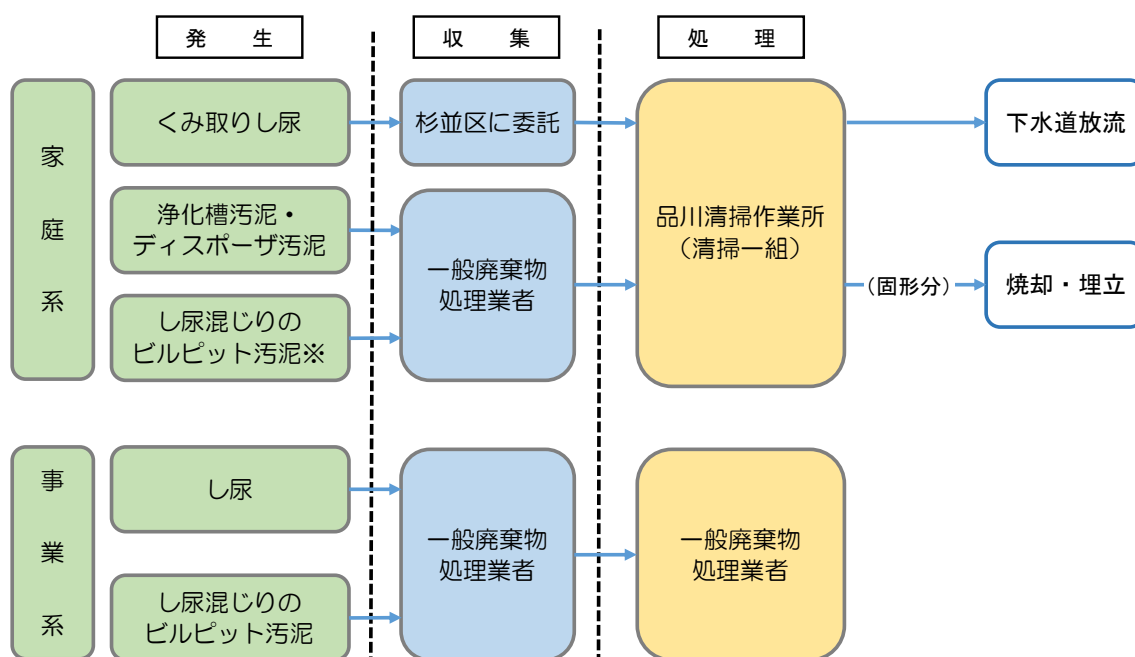 発 生
収 集
処 理
家庭系
くみ取りし尿
杉並区に委託
下水道放流
浄化槽汚泥・
ディスポーザ汚泥
一般廃棄物
処理業者
品川清掃作業所
（清掃一組）
（固形分）
焼却・埋立
し尿混じりの
ビルピット汚泥※
事業系
し尿
一般廃棄物
処理業者
一般廃棄物
処理業者
し尿混じりの
ビルピット汚泥